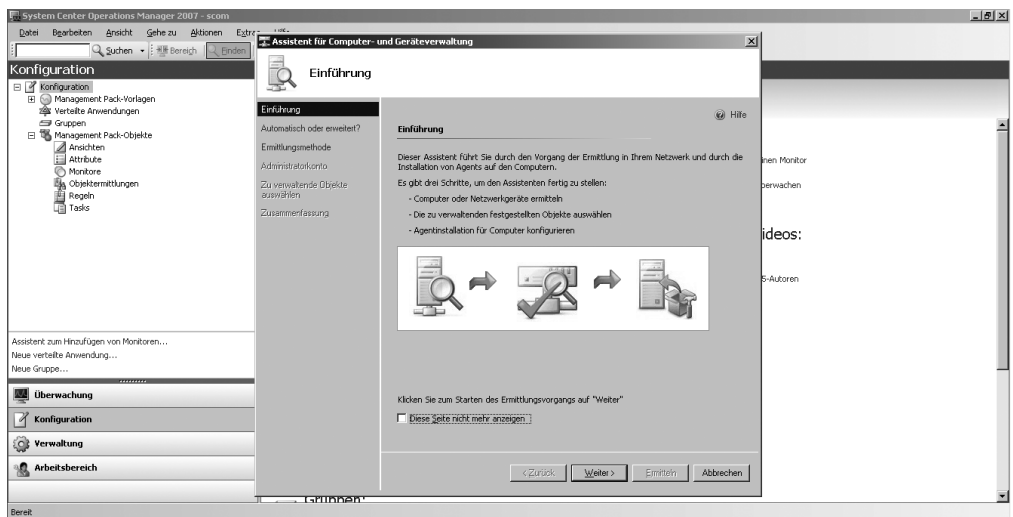 System Center Operations Manager 2007 - scom
Datei Bearbeiten Ansicht Gehe zu Aktionen
Suchen Bereich Finden
Konfiguration
Konfiguration
Management Pack-Vorlagen
Verteilte Anwendungen
Gruppen
Management Pack-Objekte
Ansichten
Attribute
Monitore
Objektermittlungen
Regeln
Tasks
Assistent zum Hinzufügen von Monitoren...
Neue verteilte Anwendung...
Neue Gruppe...
Überwachung
Konfiguration
Verwaltung
Arbeitsbereich
Bereit
Assistent für Computer- und Geräteverwaltung
Einführung
Einführung
Automatisch oder erweitert?
Ermittlungsmethode
Administratorkonto
Zu verwaltende Objekte
auswählen
Zusammenfassung
Hilfe
Einführung
Dieser Assistent führt Sie durch den Vorgang der Ermittlung in Ihrem Netzwerk und durch die
Installation von Agents auf den Computern.
Es gibt drei Schritte, um den Assistenten fertig zu stellen:
- Computer oder Netzwerkgeräte ermitteln
- Die zu verwaltenden festgestellten Objekte auswählen
- Agentinstallation für Computer konfigurieren
Klicken Sie zum Starten des Ermittlungsvorgangs auf "Weiter"
Diese Seite nicht mehr anzeigen
< Zurück Weiter > Ermitteln Abbrechen
inen Monitor
berwachen
ideos:
S-Autoren
Gruppen: